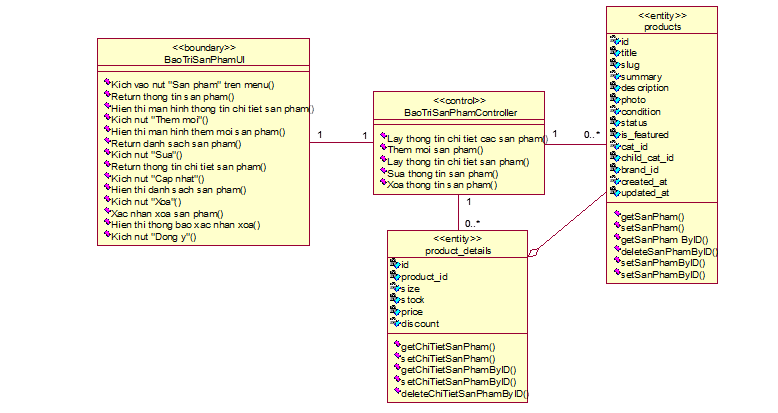 <<boundary>>
BaoTriSanPhamUI
Kich vao nut "San pham" tren menu()
Return thong tin san pham()
Hien thi man hinh thong tin chi tiet san pham()
Kich nut "Them moi"()
Hien thi man hinh them moi san pham()
Return danh sach san pham()
Kich nut "Sua"()
Return thong tin chi tiet san pham()
Kich nut "Cap nhat"()
Hien thi danh sach san pham()
Kich nut "Xoa"()
Xac nhan xoa san pham()
Hien thi thong bao xac nhan xoa()
Kich nut "Dong y"()
1
1
<<control>>
BaoTriSanPhamController
Lay thong tin chi tiet cac san pham()
Them moi san pham()
Lay thong tin chi tiet san pham()
Sua thong tin san pham()
Xoa thong tin san pham()
1
0..*
1
0..*
<<entity>>
products
id
title
slug
summary
description
photo
condition
status
is_featured
cat_id
child_cat_id
brand_id
created_at
updated_at
getSanPham()
setSanPham()
getSanPham ByID()
deleteSanPhamByID()
setSanPhamByID()
setSanPhamByID()
<<entity>>
product_details
id
product_id
size
stock
price
discount
getChiTietSanPham()
setChiTietSanPham()
getChiTietSanPhamByID()
setChiTietSanPhamByID()
deleteChiTietSanPhamByID()